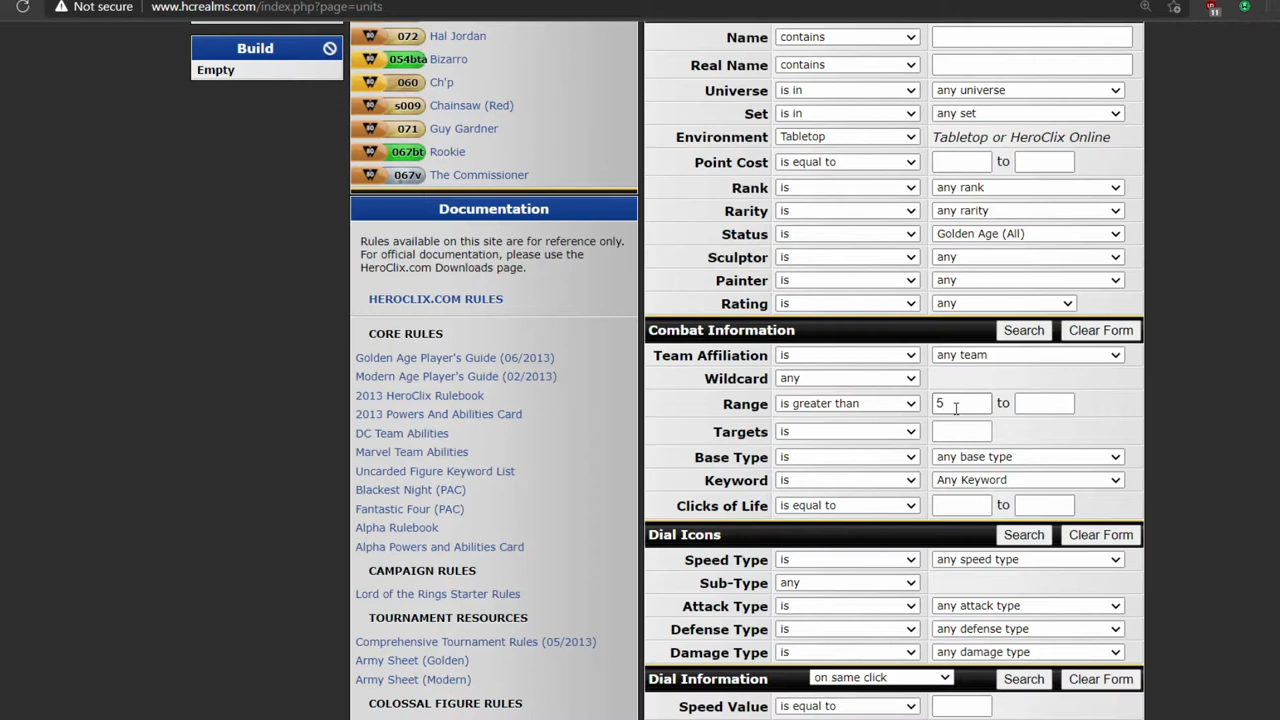 www.hcrealms.com/index.php?page=units
11
Build
Empty
072 Hal Jordan
054bta Bizarro
060 Ch'p
s009 Chainsaw (Red)
071 Guy Gardner
067bt Rookie
067v The Commissioner
Documentation
Rules available on this site are for reference only.
For official documentation, please use the
HeroClix.com Downloads page.
HEROCLIX.COM RULES
CORE RULES
Golden Age Player's Guide (06/2013)
Modern Age Player's Guide (02/2013)
2013 HeroClix Rulebook
2013 Powers And Abilities Card
DC Team Abilities
Marvel Team Abilities
Uncarded Figure Keyword List
Blackest Night (PAC)
Fantastic Four (PAC)
Alpha Rulebook
Alpha Powers and Abilities Card
CAMPAIGN RULES
Lord of the Rings Starter Rules
TOURNAMENT RESOURCES
Comprehensive Tournament Rules (05/2013)
Army Sheet (Golden)
Army Sheet (Modern)
COLOSSAL FIGURE RULES
Name contains
Real Name contains
Universe is in any universe
Set is in any set
Environment Tabletop Tabletop or HeroClix Online
Point Cost is equal to to
Rank is any rank
Rarity is any rarity
Status is Golden Age (All)
Sculptor is any
Painter is any
Rating is any
Combat Information Search Clear Form
Team Affiliation is any team
Wildcard any
Range is greater than 5 to
Targets is
Base Type is any base type
Keyword is Any Keyword
Clicks of Life is equal to to
Dial Icons Search Clear Form
Speed Type is any speed type
Sub-Type any
Attack Type is any attack type
Defense Type is any defense type
Damage Type is any damage type
Dial Information on same click Search Clear Form
Speed Value is equal to